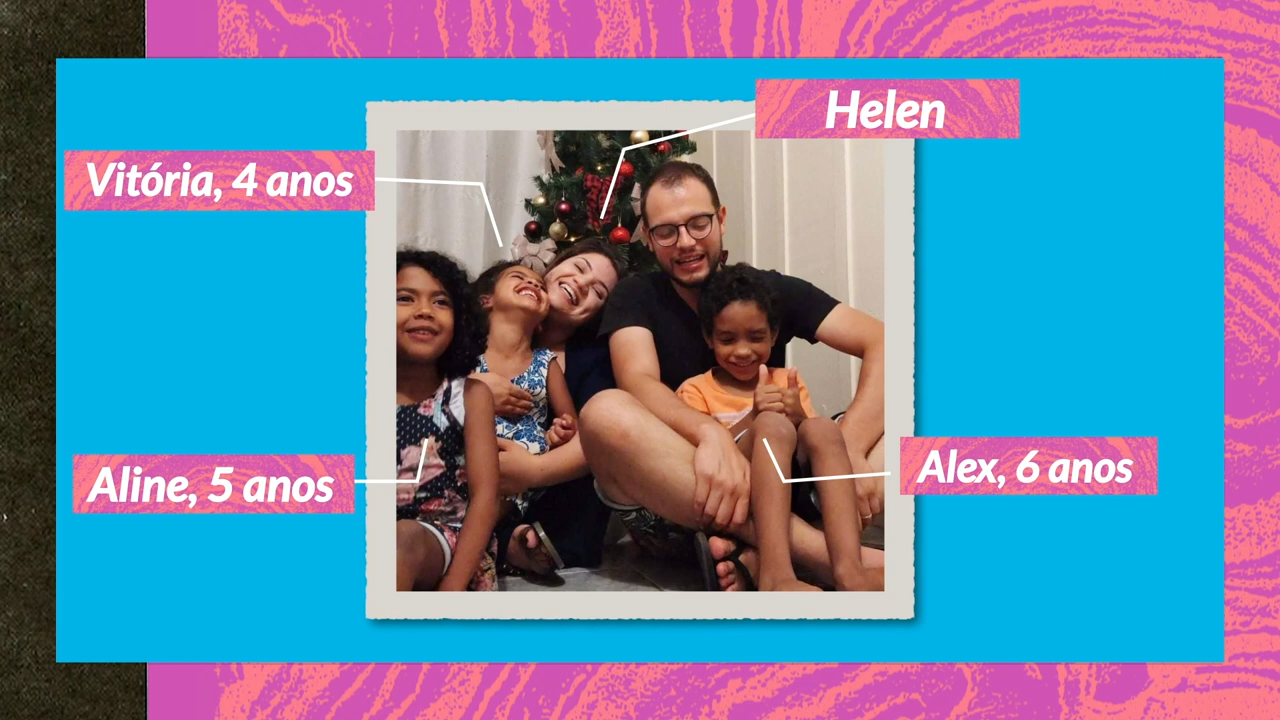 Helen
Vitória, 4 anos
Aline, 5 anos
Alex, 6 anos